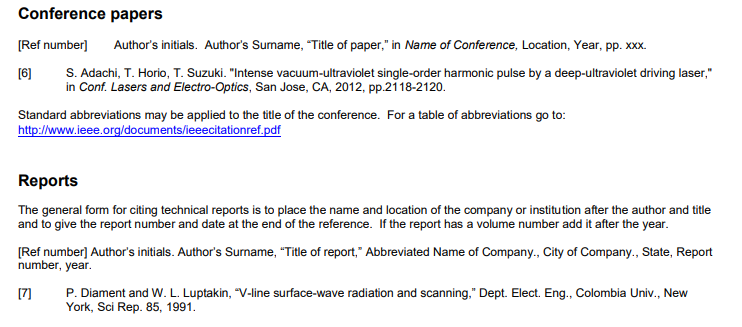 Conference papers
[Ref number] Author's initials. Author's Surname, “Title of paper,” in Name of Conference, Location, Year, pp. xxx.
[6] S. Adachi, T. Horio, T. Suzuki. "Intense vacuum-ultraviolet single-order harmonic pulse by a deep-ultraviolet driving laser,"
in Conf. Lasers and Electro-Optics, San Jose, CA, 2012, pp.2118-2120.
Standard abbreviations may be applied to the title of the conference. For a table of abbreviations go to:
http://www.ieee.org/documents/ieeecitationref.pdf
Reports
The general form for citing technical reports is to place the name and location of the company or institution after the author and title
and to give the report number and date at the end of the reference. If the report has a volume number add it after the year.
[Ref number] Author's initials. Author's Surname, “Title of report,” Abbreviated Name of Company., City of Company., State, Report
number, year.
[7] P. Diament and W. L. Luptakin, “V-line surface-wave radiation and scanning,” Dept. Elect. Eng., Colombia Univ., New
York, Sci Rep. 85, 1991.